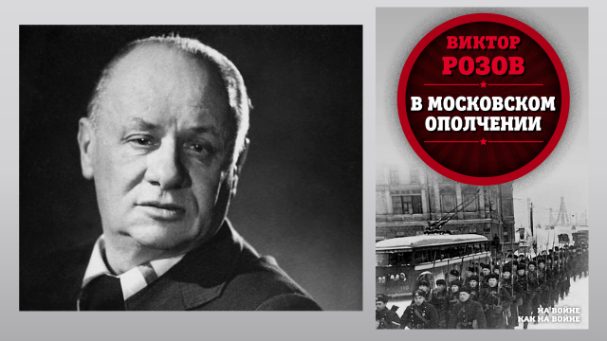 ВИКТОР
РОЗОВ
В МОСКОВСКОМ
ОПОЛЧЕНИИ
НА ВОЙНЕ
КАК НА ВОЙНЕ